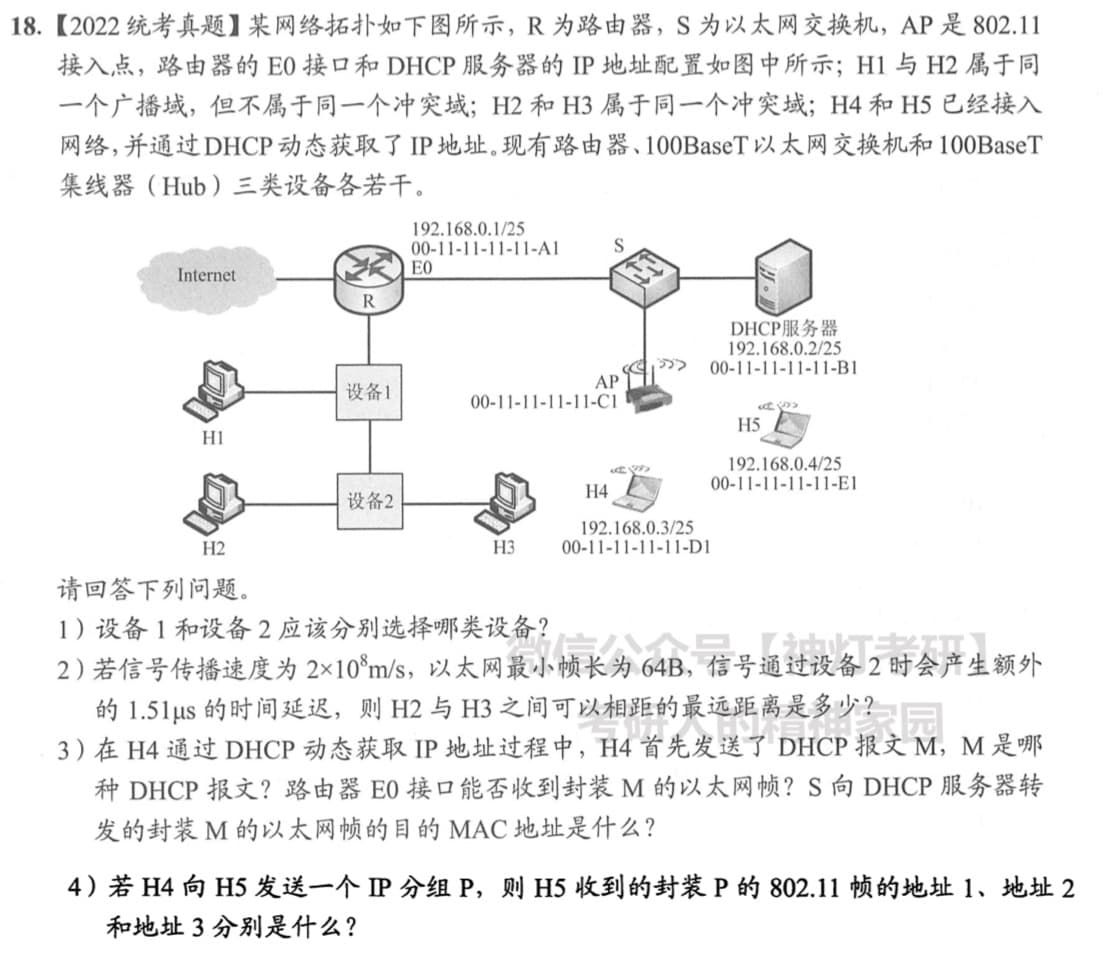 18.【2022 统考真题】某网络拓扑如下图所示，R 为路由器，S 为以太网交换机，AP 是 802.11
接入点，路由器的 E0 接口和 DHCP 服务器的 IP 地址配置如图中所示；H1 与 H2 属于同
一个广播域，但不属于同一个冲突域；H2 和 H3 属于同一个冲突域；H4 和 H5 已经接入
网络，并通过 DHCP 动态获取了 IP 地址。现有路由器、100BaseT 以太网交换机和 100BaseT
集线器（Hub）三类设备各若干。
192.168.0.1/25
00-11-11-11-11-A1
E0
S
Internet
R
DHCP服务器
192.168.0.2/25
00-11-11-11-11-B1
设备1
AP
00-11-11-11-11-C1
H1
H5
192.168.0.4/25
00-11-11-11-11-E1
设备2
H4
192.168.0.3/25
00-11-11-11-11-D1
H2
H3
请回答下列问题。
1）设备 1 和设备 2 应该分别选择哪类设备？
微信公众号【神灯考研】
2）若信号传播速度为 2×10⁸m/s，以太网最小帧长为 64B，信号通过设备 2 时会产生额外
的 1.51μs 的时间延迟，则 H2 与 H3 之间可以相距的最远距离是多少？
考研人的精神家园
3）在 H4 通过 DHCP 动态获取 IP 地址过程中，H4 首先发送了 DHCP 报文 M，M 是哪
种 DHCP 报文？路由器 E0 接口能否收到封装 M 的以太网帧？S 向 DHCP 服务器转
发的封装 M 的以太网帧的目的 MAC 地址是什么？
4）若 H4 向 H5 发送一个 IP 分组 P，则 H5 收到的封装 P 的 802.11 帧的地址 1、地址 2
和地址 3 分别是什么？